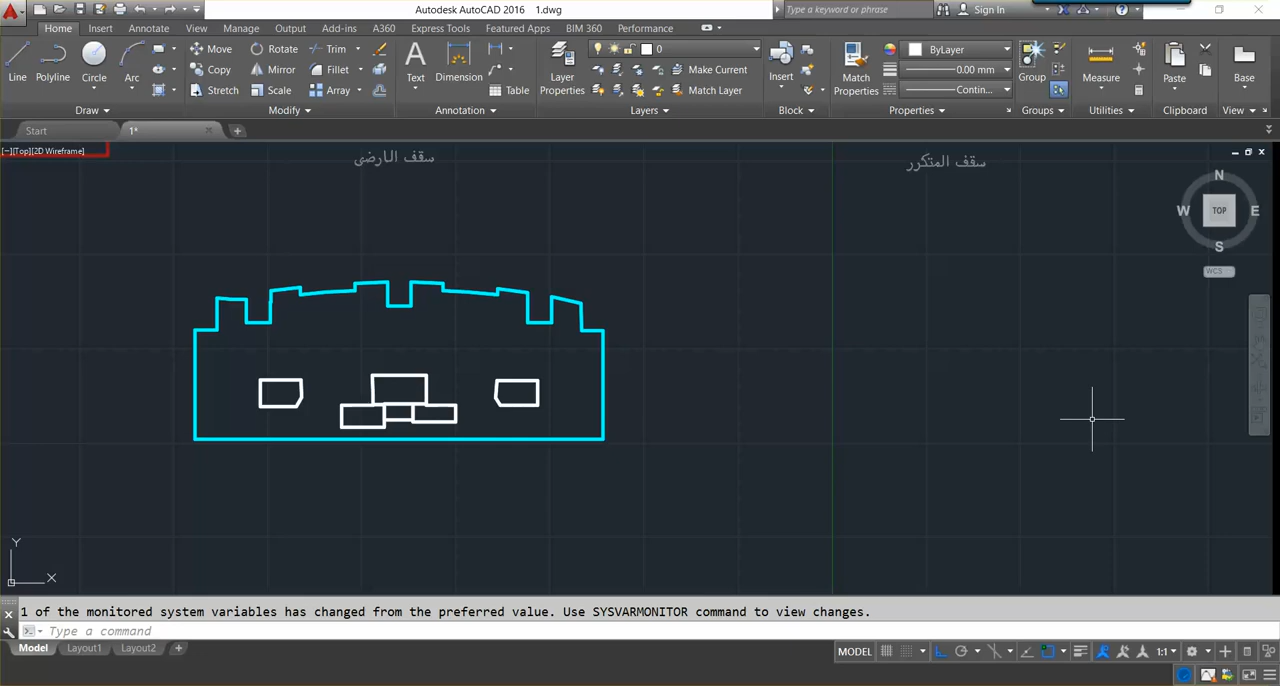 Autodesk AutoCAD 2016 1.dwg
Type a keyword or phrase
Sign In
Home Insert Annotate View Manage Output Add-ins A360 Express Tools Featured Apps BIM 360 Performance
Line Polyline Circle Arc
Move Rotate Trim
Copy Mirror Fillet
Stretch Scale Array
Text Dimension Table
Layer Properties
0
Make Current
Match Layer
Insert
Match Properties
ByLayer
0.00 mm
Contin...
Group Measure Paste Base
Draw Modify Annotation Layers Block Properties Groups Utilities Clipboard View
Start 1*
[−][Top][2D Wireframe]
سقف الارضى
سقف المتكرر
N
W TOP E
S
WCS
Y
X
1 of the monitored system variables has changed from the preferred value. Use SYSVARMONITOR command to view changes.
Type a command
Model Layout1 Layout2
MODEL 1:1